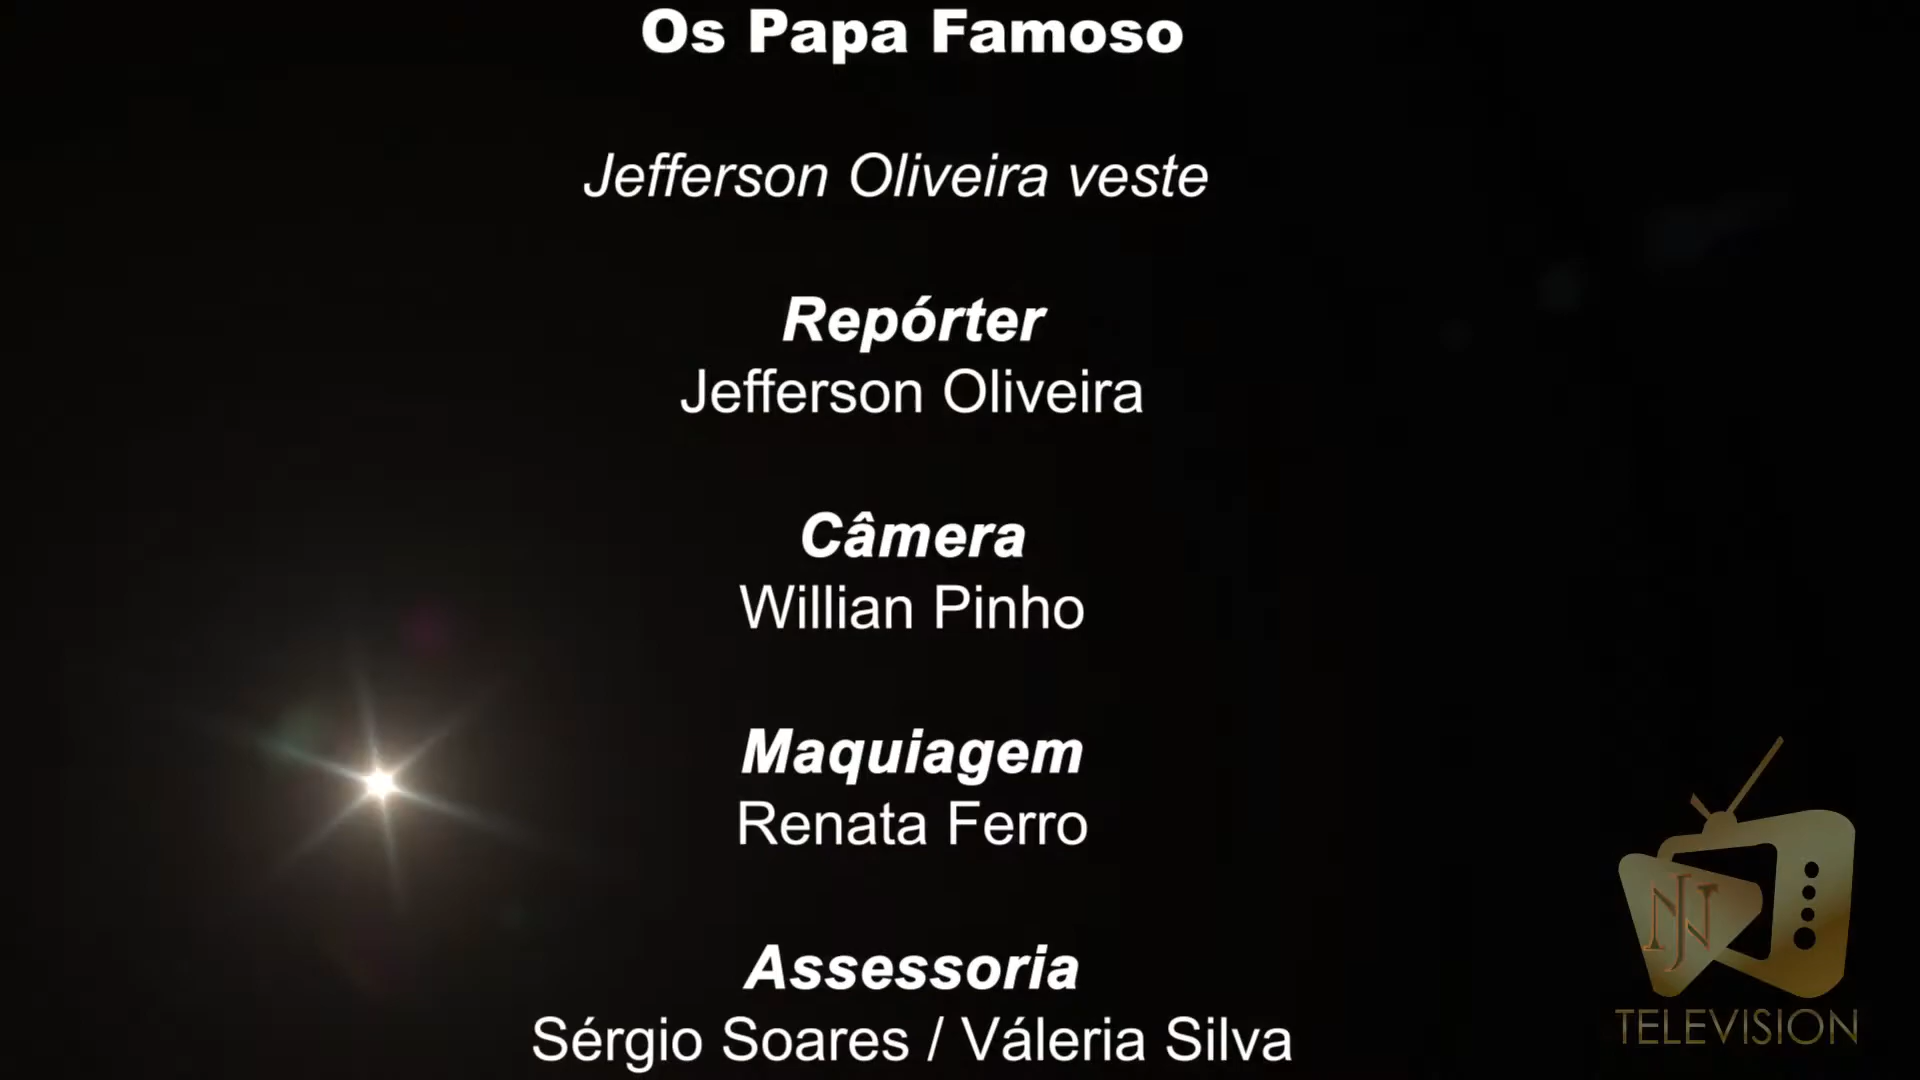 Os Papa Famoso
Jefferson Oliveira veste
Repórter
Jefferson Oliveira
Câmera
Willian Pinho
Maquiagem
Renata Ferro
Assessoria
Sérgio Soares / Váleria Silva
NJ
TELEVISION